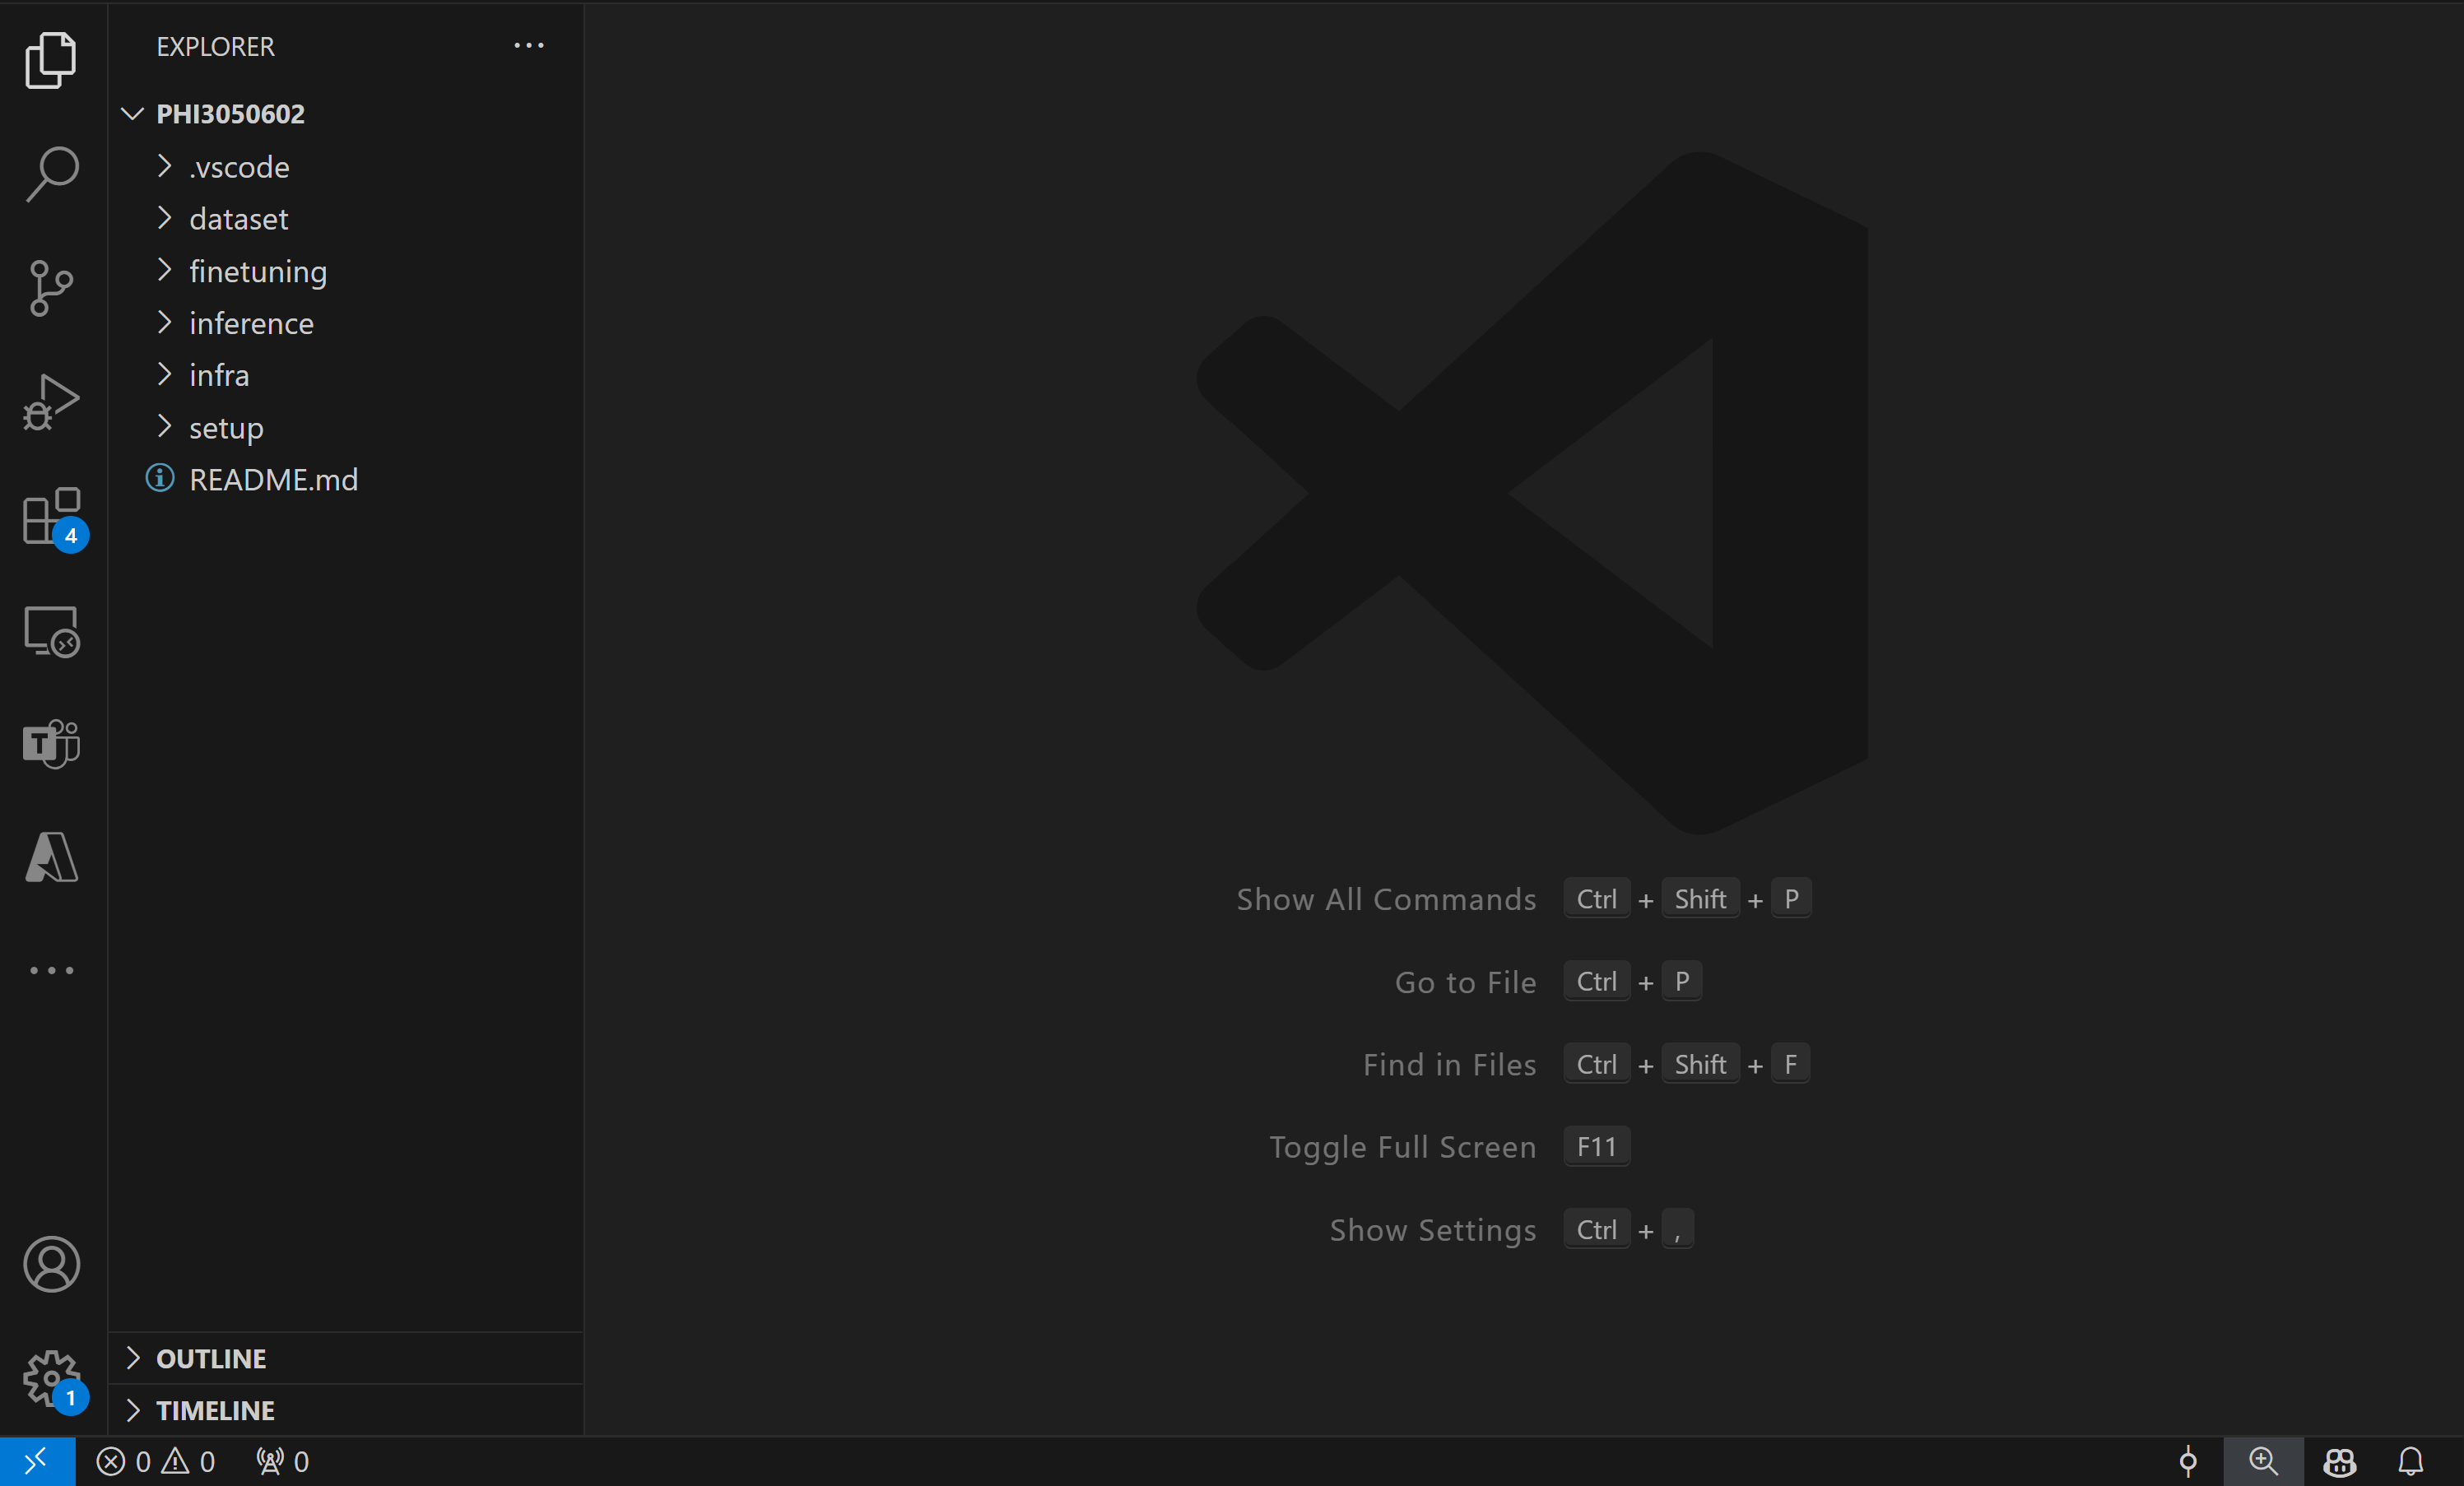 EXPLORER
PHI3050602
.vscode
dataset
finetuning
inference
infra
setup
README.md
4
T
1
OUTLINE
TIMELINE
Show All Commands Ctrl + Shift + P
Go to File Ctrl + P
Find in Files Ctrl + Shift + F
Toggle Full Screen F11
Show Settings Ctrl + ,
0 0 0